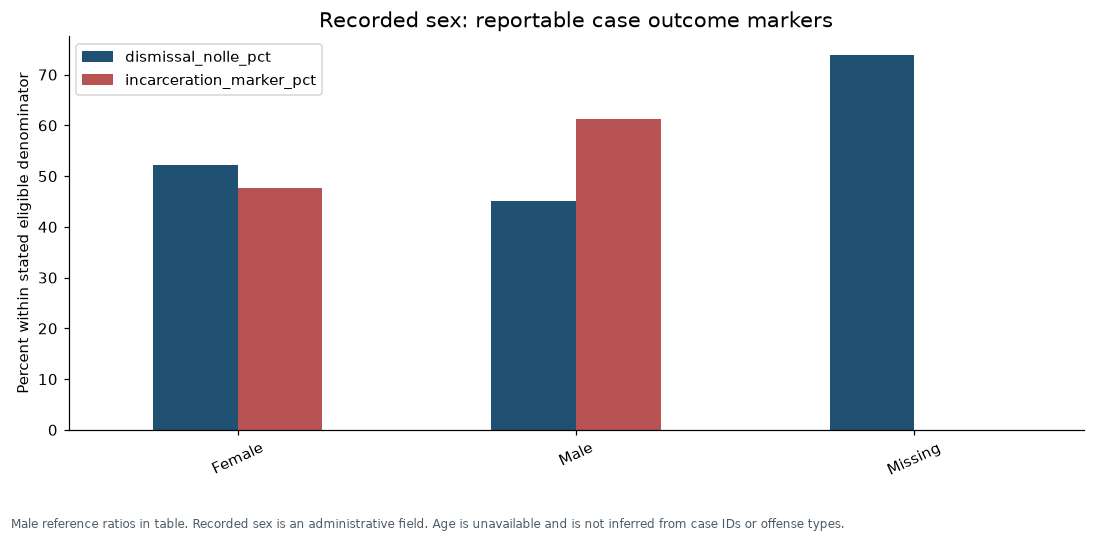 Recorded sex: reportable case outcome markers
dismissal_nolle_pct
incarceration_marker_pct
Percent within stated eligible denominator
70
60
50
40
30
20
10
0
Female
Male
Missing
Male reference ratios in table. Recorded sex is an administrative field. Age is unavailable and is not inferred from case IDs or offense types.